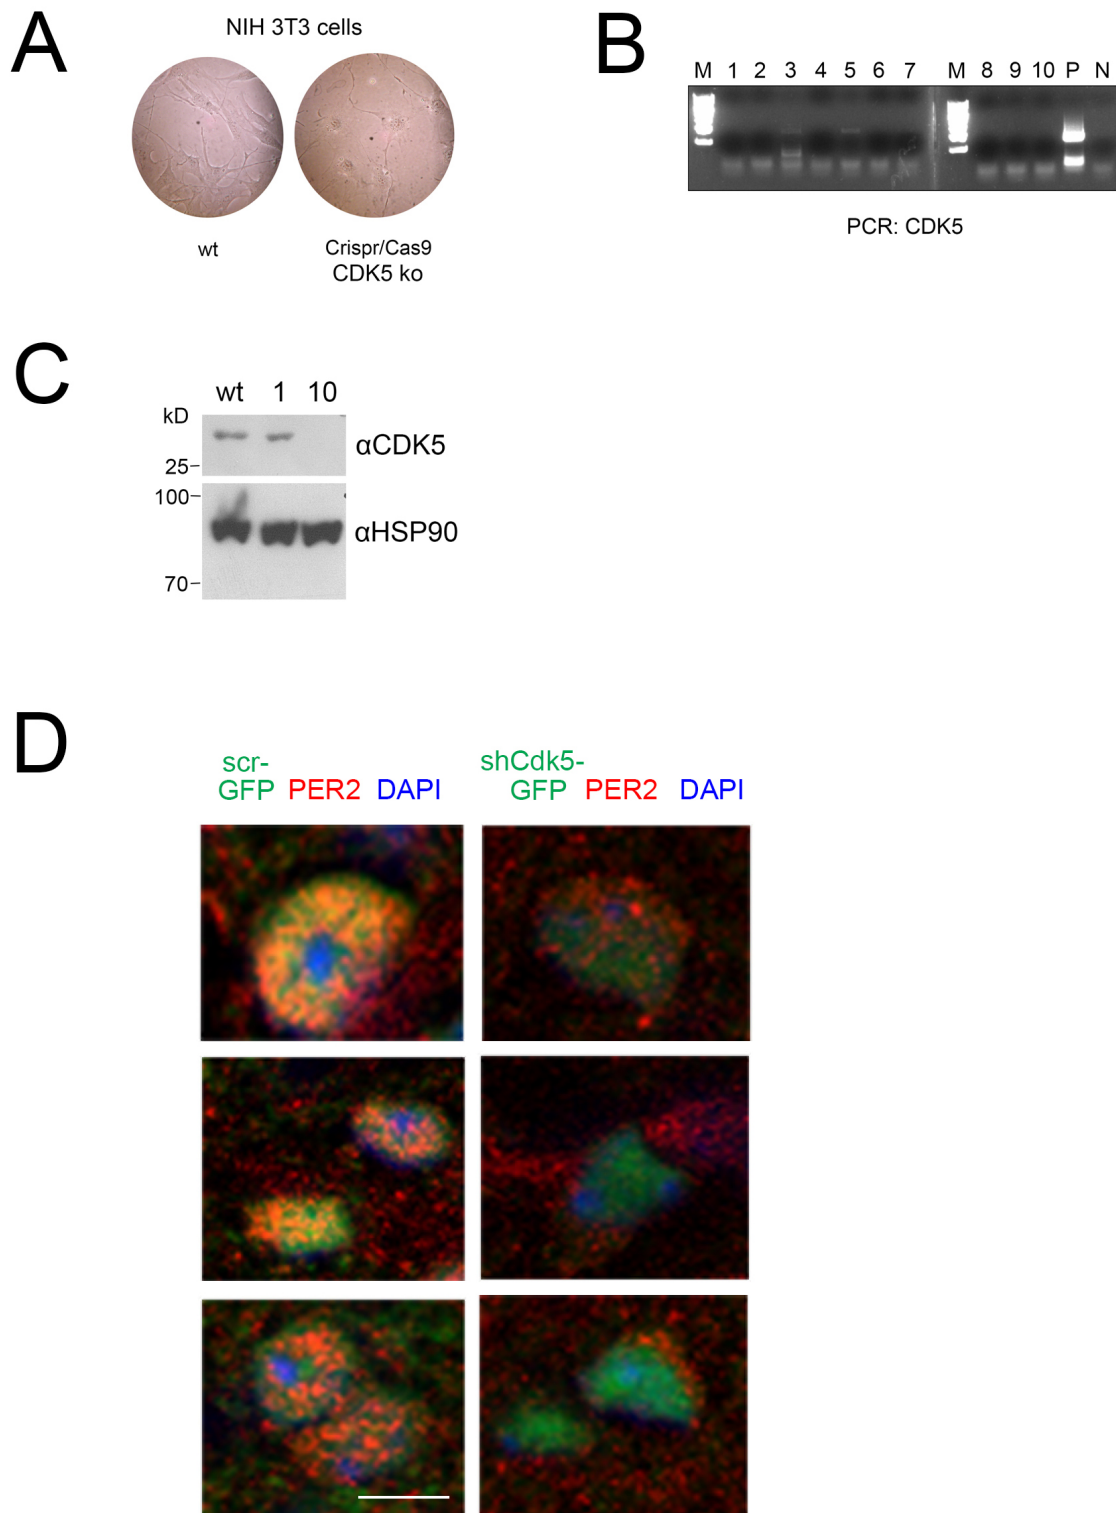 A
NIH 3T3 cells
wt
Crispr/Cas9
CDK5 ko
B
M 1 2 3 4 5 6 7 M 8 9 10 P N
PCR: CDK5
C
wt 1 10
kD
αCDK5
25
100
αHSP90
70
D
scr-
GFP PER2 DAPI
shCdk5-
GFP PER2 DAPI